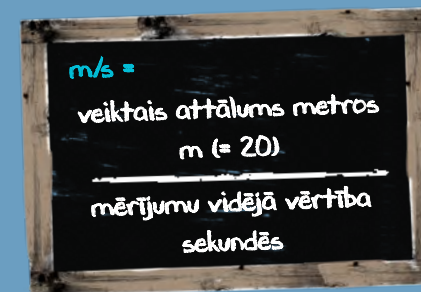 m/s =
veiktais attālums metros
m (= 20)
mērījumu vidējā vērtība
sekundēs